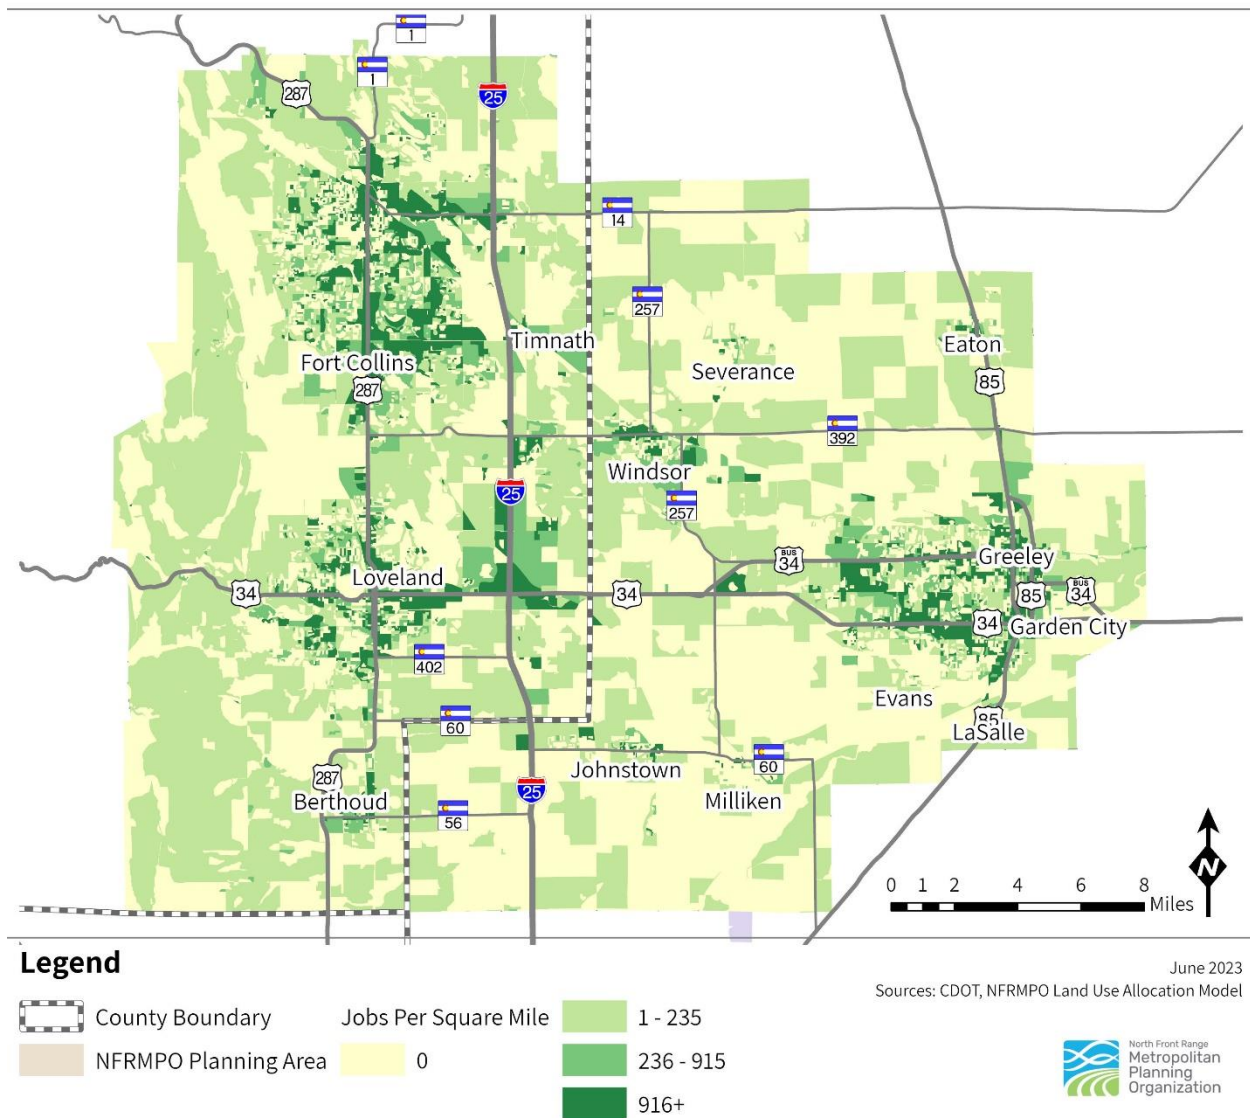 1
1
287
25
14
257
Timnath
Eaton
Fort Collins
Severance
287
85
392
Windsor
25
257
Greeley
BUS
34
Loveland
34
34
85
BUS
34
34
Garden City
402
Evans
60
85
LaSalle
Johnstown
60
287
25
Milliken
Berthoud
56
N
0 1 2 4 6 8
Miles
Legend
June 2023
Sources: CDOT, NFRMPO Land Use Allocation Model
County Boundary
Jobs Per Square Mile
1 - 235
NFRMPO Planning Area
0
236 - 915
916+
North Front Range
Metropolitan
Planning
Organization